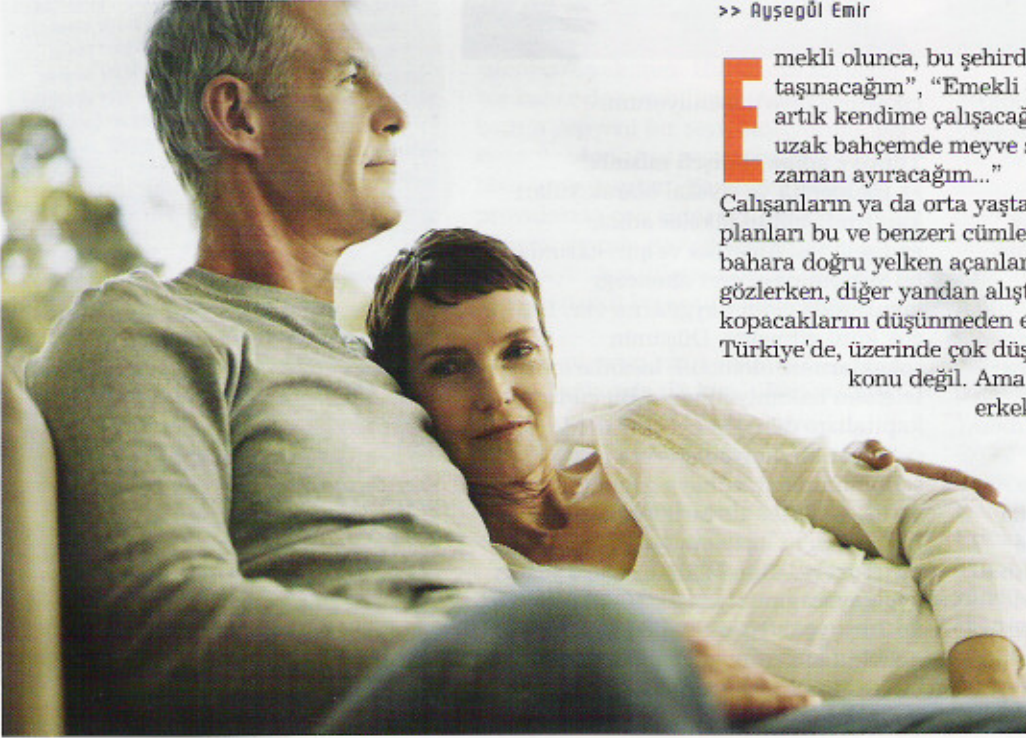 >> Ayşegül Emir
Emekli olunca, bu şehird
taşınacağım”, “Emekli
artık kendime çalışacağ
uzak bahçemde meyve s
zaman ayıracağım...”
Çalışanların ya da orta yaşta
planları bu ve benzeri cümle
bahara doğru yelken açanlar
gözlerken, diğer yandan alışt
kopacaklarını düşünmeden e
Türkiye'de, üzerinde çok düş
konu değil. Ama
erkel